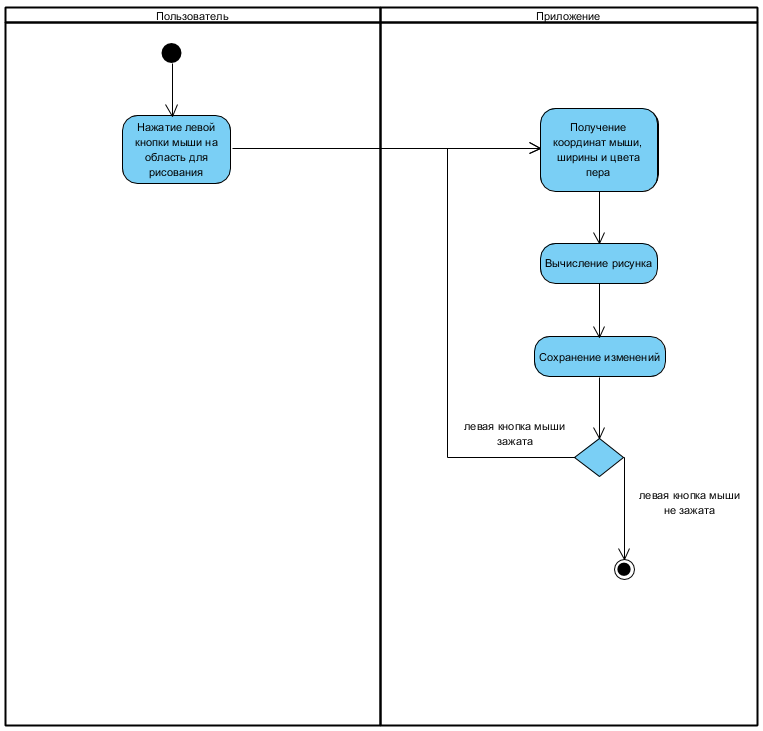 Пользователь
Приложение
Нажатие левой
кнопки мыши на
область для
рисования
Получение
координат мыши,
ширины и цвета
пера
Вычисление рисунка
Сохранение изменений
левая кнопка мыши
зажата
левая кнопка мыши
не зажата